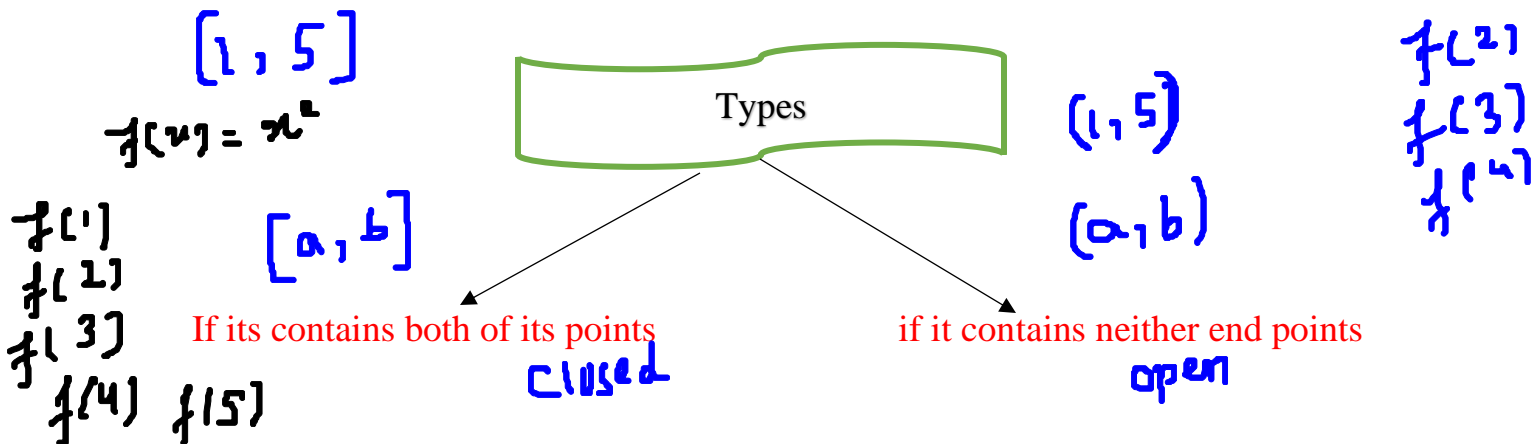 [1, 5]
f(x) = x²
Types
(1, 5)
f(2)
f(3)
f(4)
f(1)
f(2)
f(3)
f(4) f(5)
[a, b]
(a, b)
If its contains both of its points
closed
if it contains neither end points
open